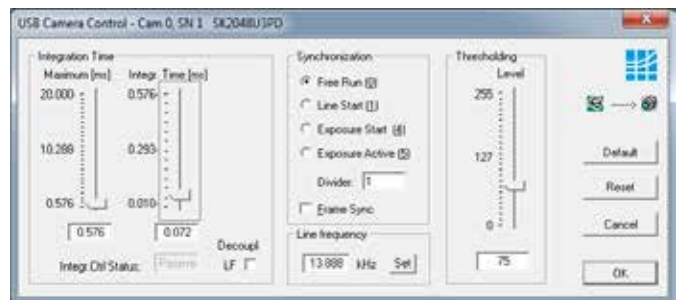 USB Camera Control - Cam 0, SN 1 SK2048U3PD
Integration Time
Maximum [ms]
Integr. Time [ms]
20.000
0.576
10.288
0.293
0.576
0.010
0.576
0.072
Decoupl.
Integr.Ctrl Status:
Passive
LF
Synchronization
Free Run (0)
Line Start (1)
Exposure Start (4)
Exposure Active (5)
Divider:
1
Frame Sync
Line frequency
13.888 kHz Set
Thresholding
Level
255
127
0
75
Default
Reset
Cancel
OK